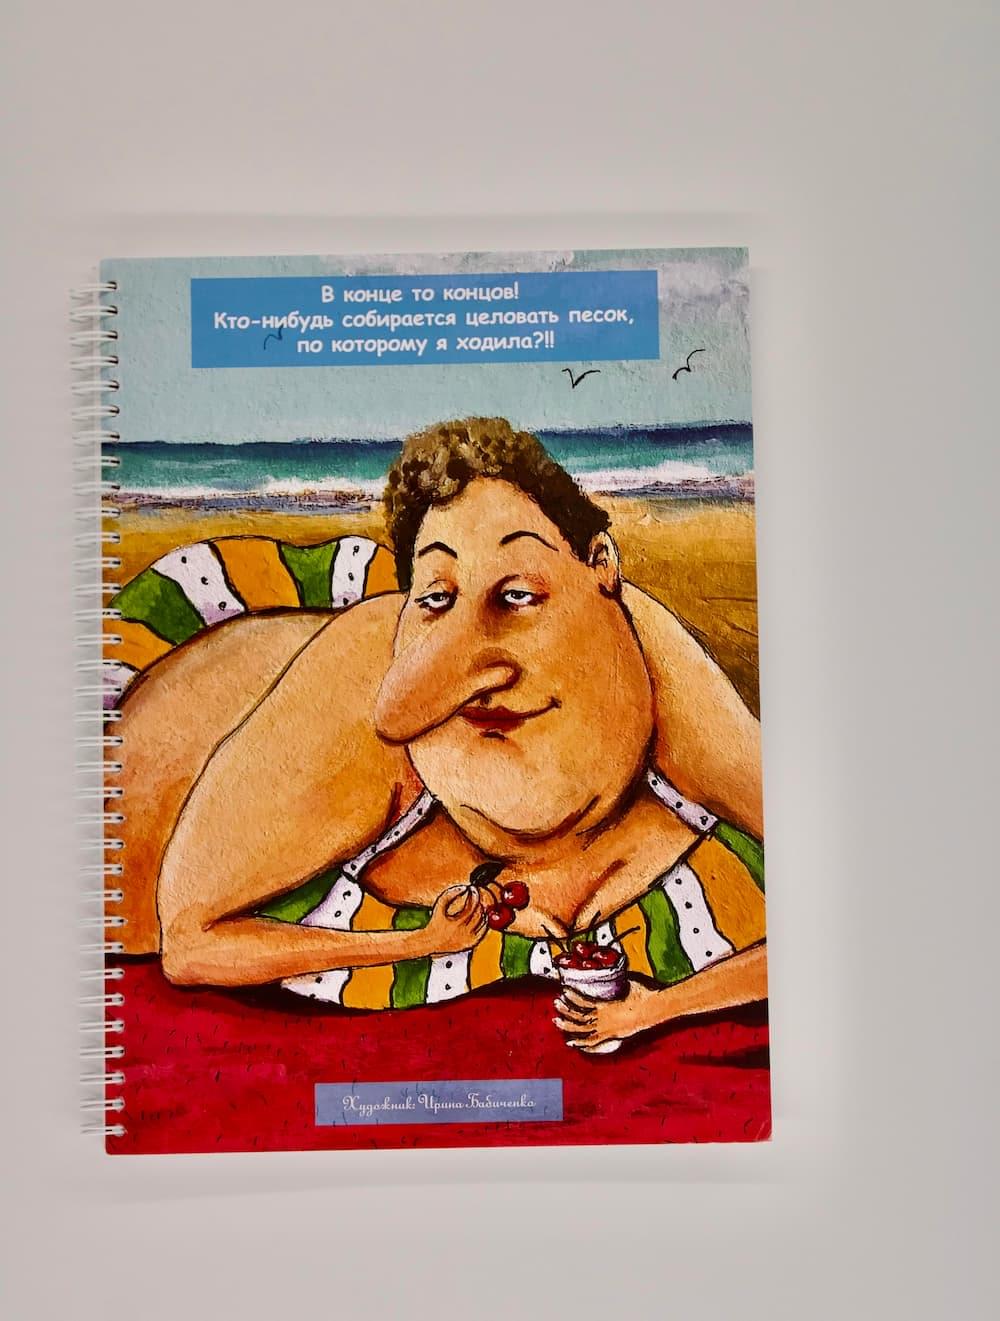 В конце то концов!
Кто-нибудь собирается целовать песок,
по которому я ходила?!!
Художник: Ирина Бабиченко